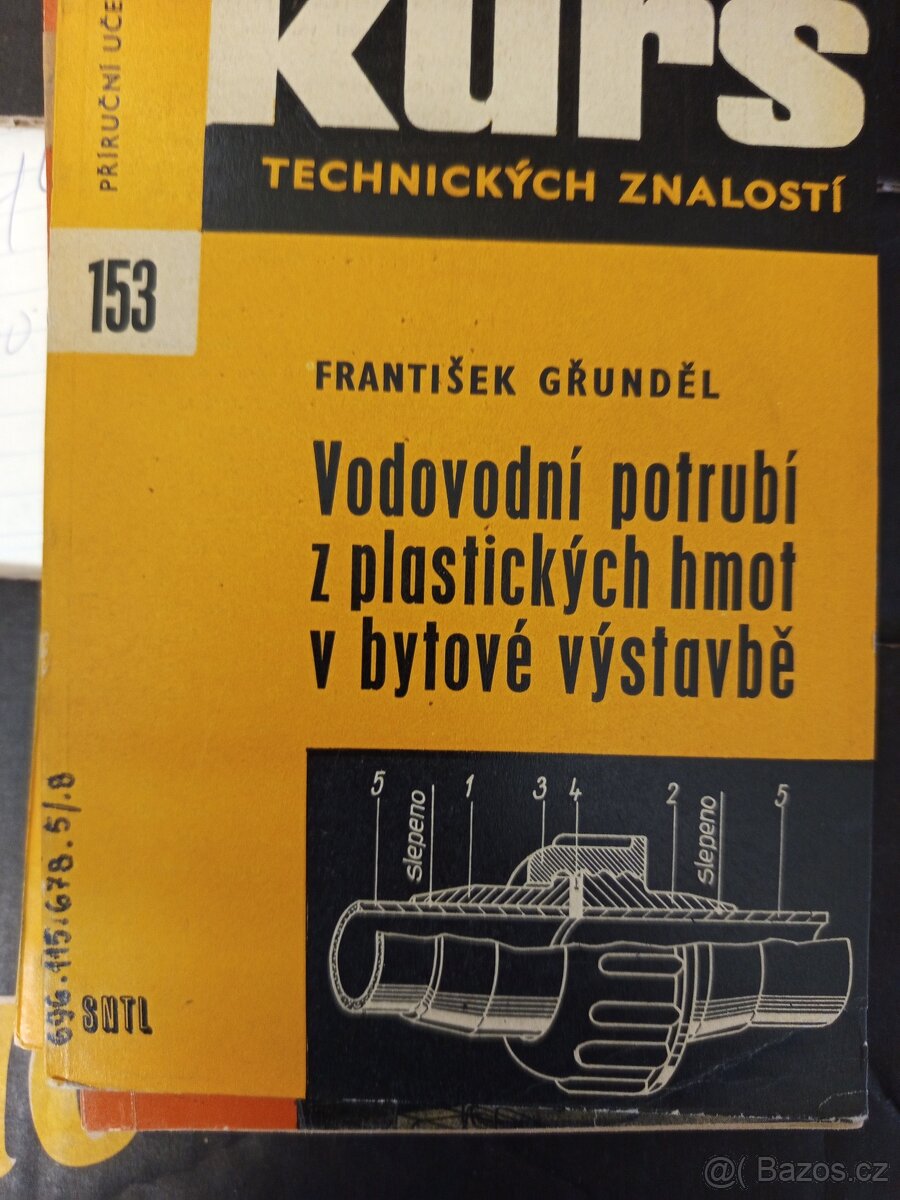 kurs
TECHNICKÝCH ZNALOSTÍ
PŘÍRUČNÍ UČE
153
FRANTIŠEK GŘUNDĚL
Vodovodní potrubí
z plastických hmot
v bytové výstavbě
5 slepeno 1 3 4 2 slepeno 5
696.115:678.5/.8
SNTL
@( Bazos.cz